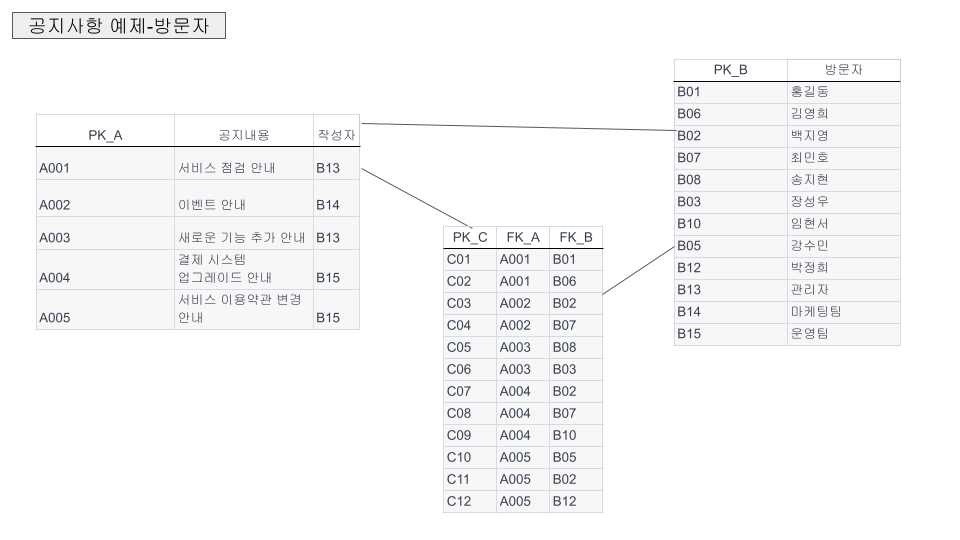 공지사항 예제-방문자
PK_A 공지내용 작성자
A001 서비스 점검 안내 B13
A002 이벤트 안내 B14
A003 새로운 기능 추가 안내 B13
결제 시스템
A004 업그레이드 안내 B15
서비스 이용약관 변경
A005 안내 B15
PK_C FK_A FK_B
C01 A001 B01
C02 A001 B06
C03 A002 B02
C04 A002 B07
C05 A003 B08
C06 A003 B03
C07 A004 B02
C08 A004 B07
C09 A004 B10
C10 A005 B05
C11 A005 B02
C12 A005 B12
PK_B 방문자
B01 홍길동
B06 김영희
B02 백지영
B07 최민호
B08 송지현
B03 장성우
B10 임현서
B05 강수민
B12 박정희
B13 관리자
B14 마케팅팀
B15 운영팀